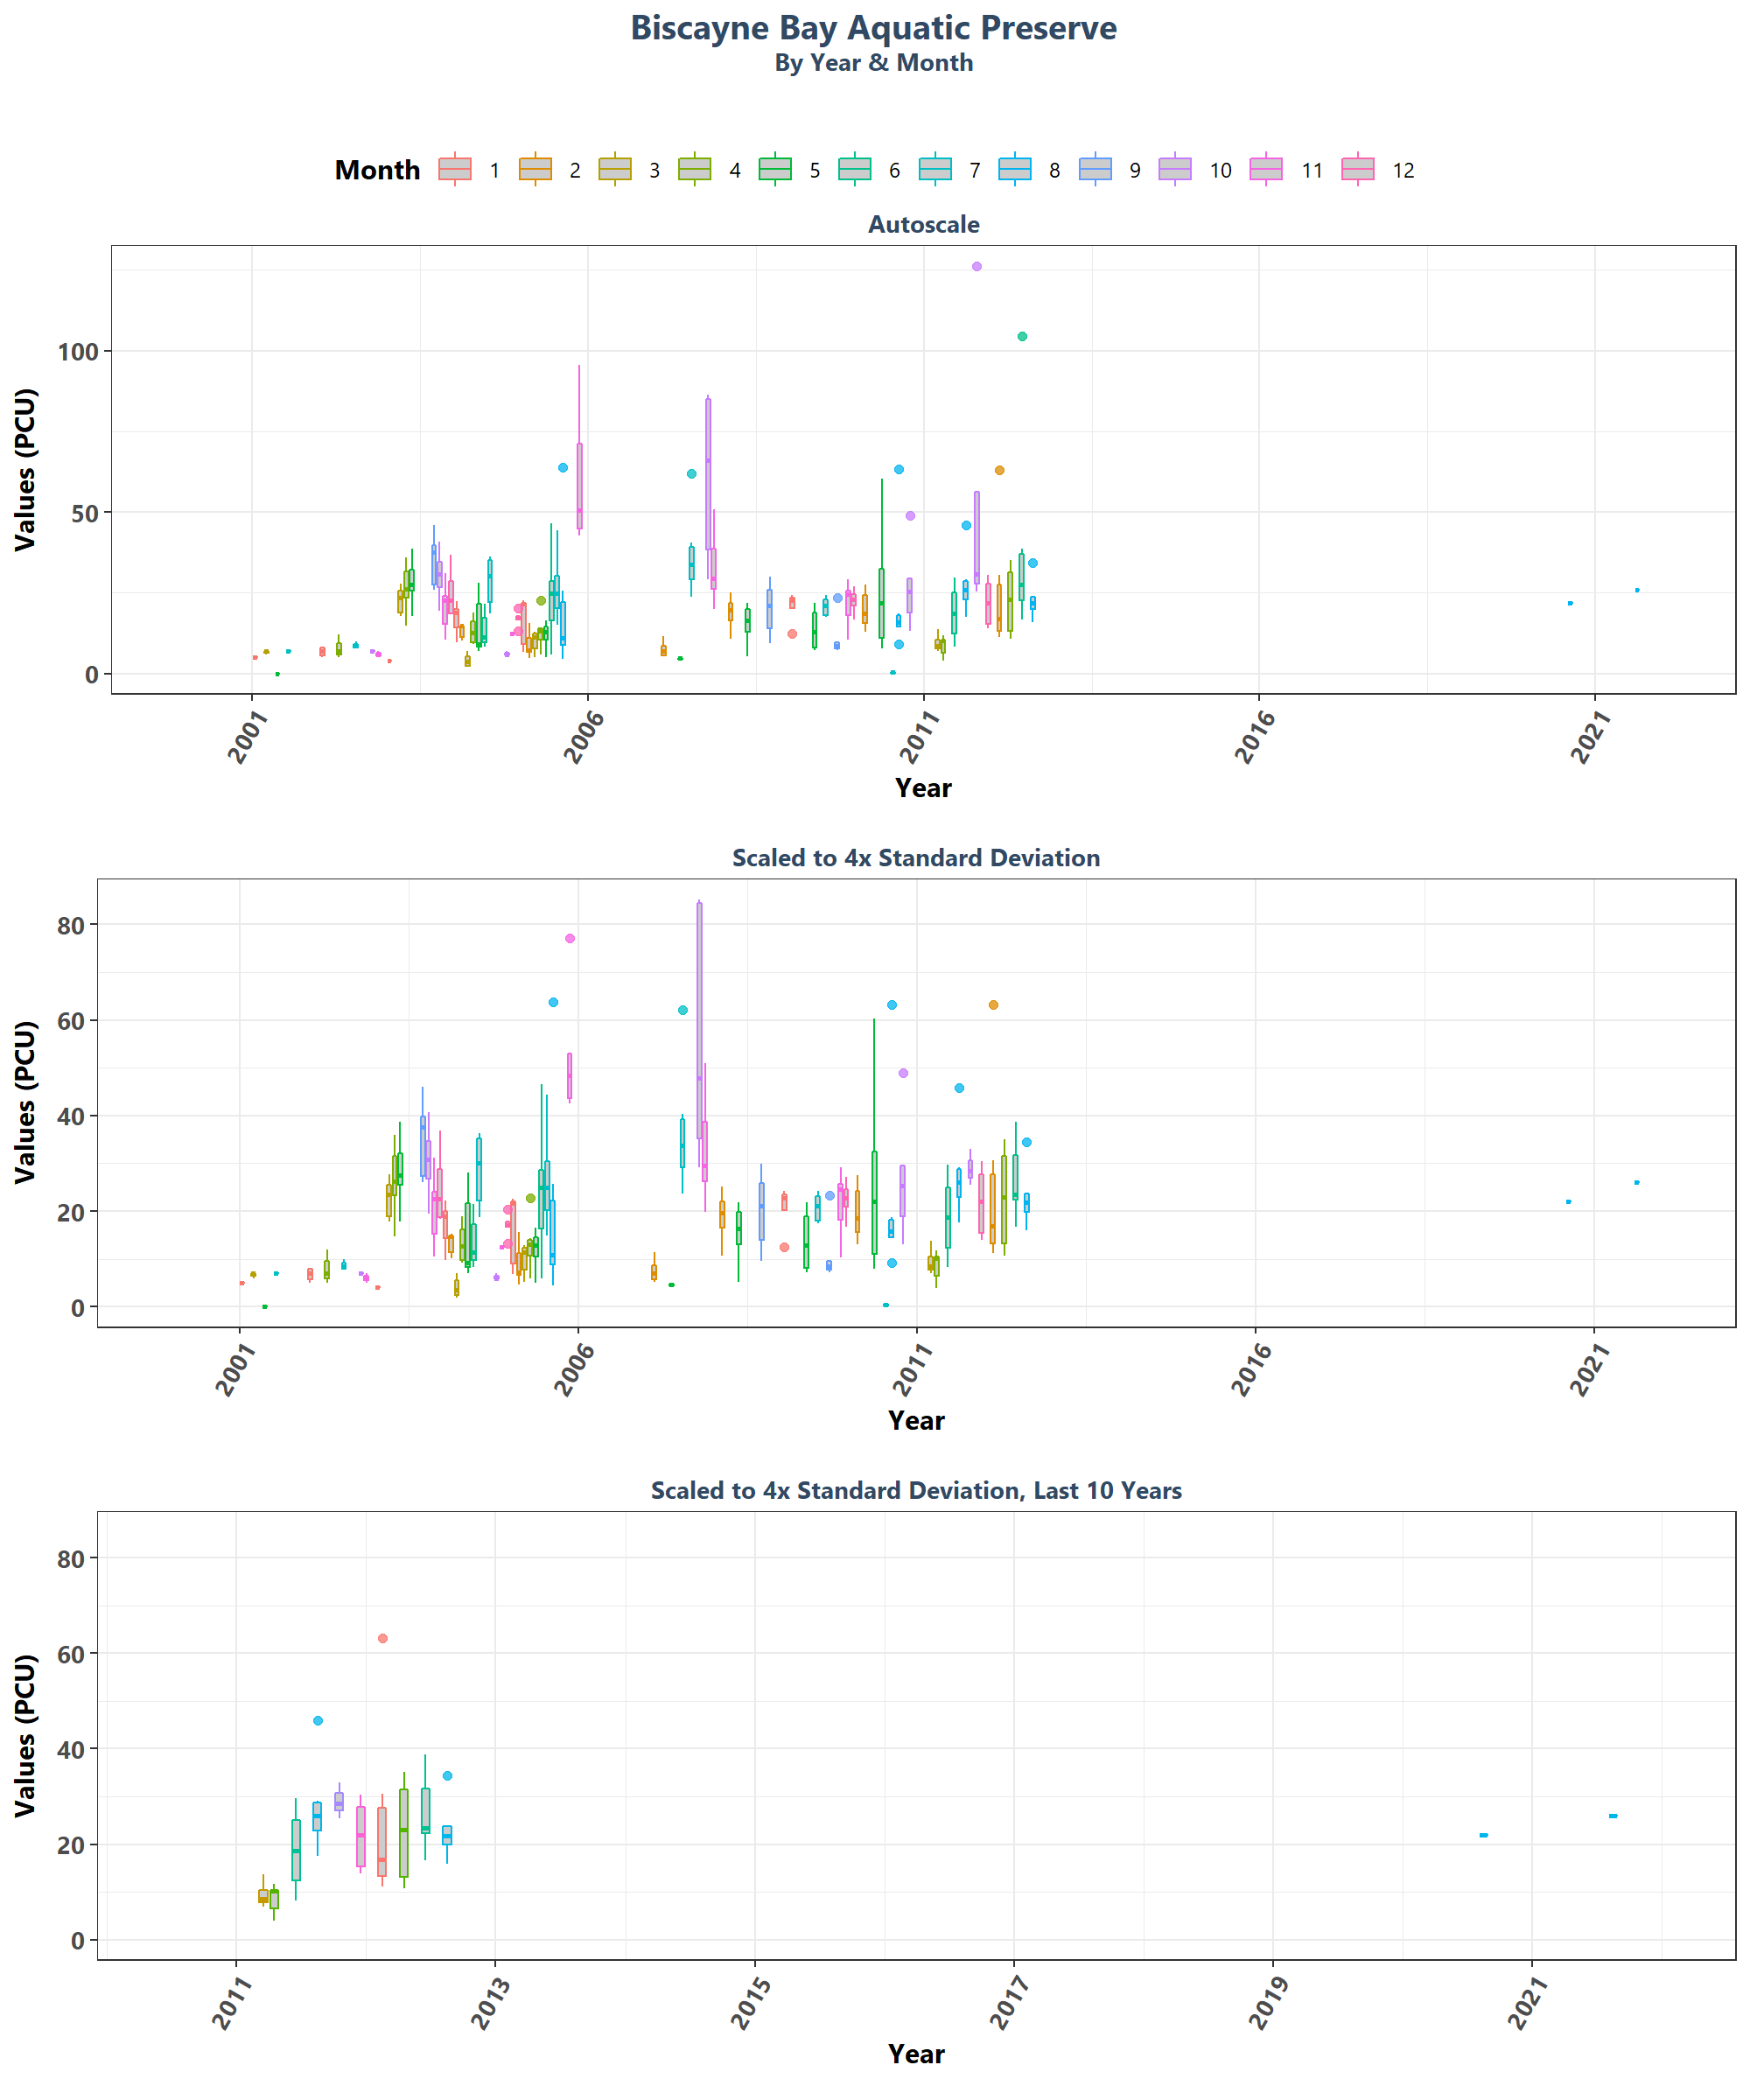 Biscayne Bay Aquatic Preserve
By Year & Month
Month 1 2 3 4 5 6 7 8 9 10 11 12
Autoscale
Values (PCU)
100
50
0
2001 2006 2011 2016 2021
Year
Scaled to 4x Standard Deviation
Values (PCU)
80
60
40
20
0
2001 2006 2011 2016 2021
Year
Scaled to 4x Standard Deviation, Last 10 Years
Values (PCU)
80
60
40
20
0
2011 2013 2015 2017 2019 2021
Year